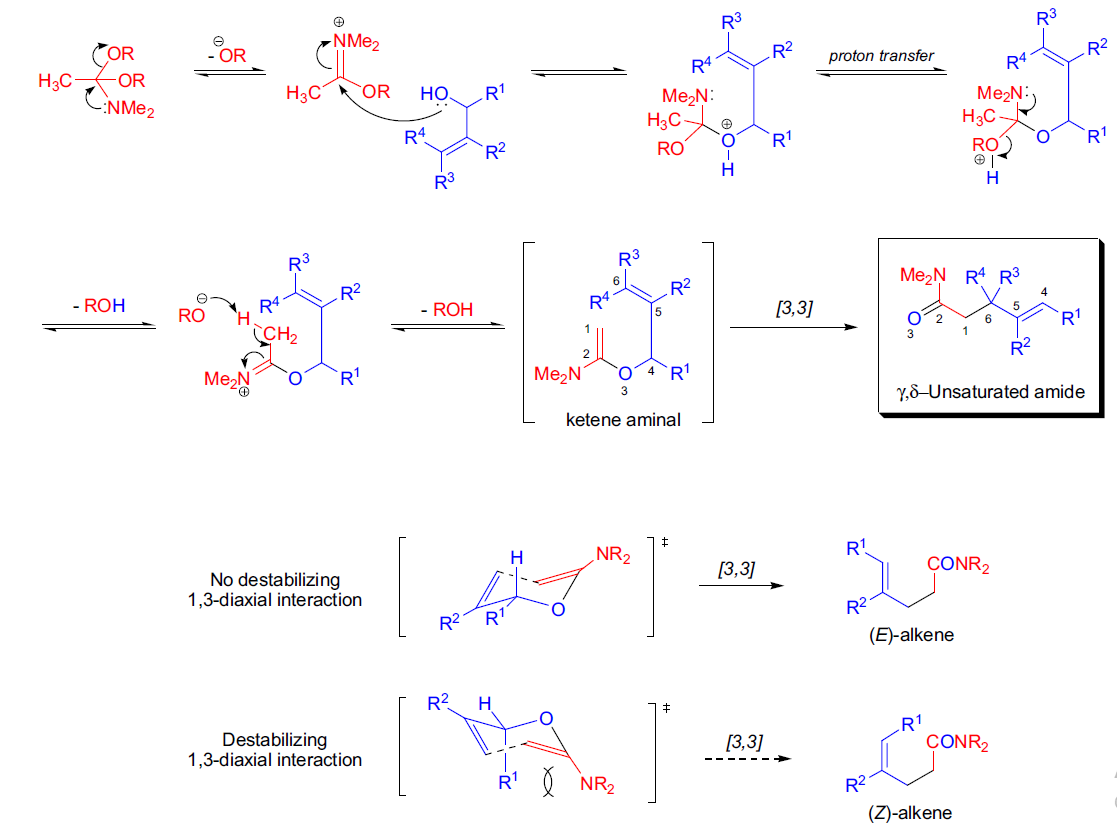 H3C OR OR :NMe2
⊖ - OR
⊕ NMe2 H3C OR
HO: R1 R4 R2 R3
R3 R4 R2 Me2N: H3C RO ⊕ O H R1
proton transfer
R3 R4 R2 Me2N: H3C RO ⊕ H O R1
- ROH
⊖ RO H CH2 Me2N ⊕ O R1 R3 R4 R2
- ROH
R3 6 R4 R2 5 1 2 Me2N O 3 4 R1
ketene aminal
[3,3]
Me2N R4 R3 O 3 2 1 6 5 4 R1 R2
γ,δ–Unsaturated amide
No destabilizing
1,3-diaxial interaction
H NR2 R2 R1 O ‡
[3,3]
R1 CONR2 R2
(E)-alkene
Destabilizing
1,3-diaxial interaction
R2 H O R1 NR2 ‡
[3,3]
R1 CONR2 R2
(Z)-alkene